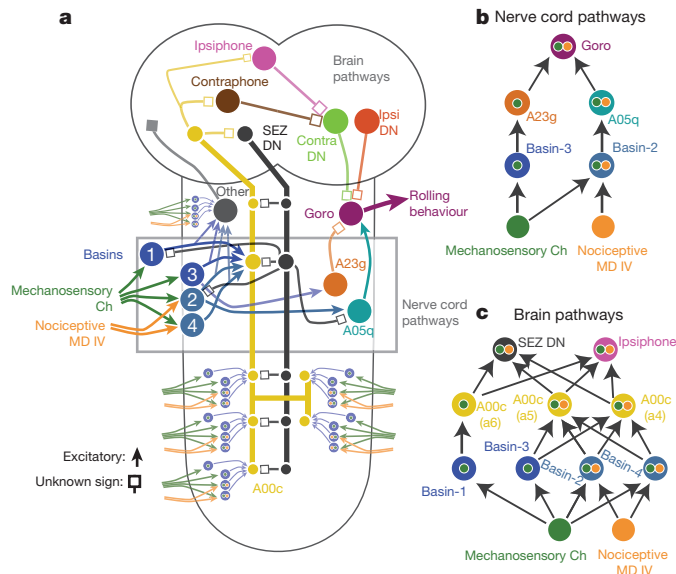 a
Ipsiphone
Brain
pathways
Contraphone
SEZ
DN
Contra
DN
Ipsi
DN
Other
Goro
Rolling
behaviour
Basins
1
3
2
4
Mechanosensory
Ch
Nociceptive
MD IV
A23g
A05q
Nerve cord
pathways
Excitatory:
Unknown sign:
A00c
b Nerve cord pathways
Goro
A23g
A05q
Basin-3
Basin-2
Mechanosensory Ch
Nociceptive
MD IV
c Brain pathways
SEZ DN
Ipsiphone
A00c
(a6)
A00c
(a5)
A00c
(a4)
Basin-3
Basin-2
Basin-4
Basin-1
Mechanosensory Ch
Nociceptive
MD IV